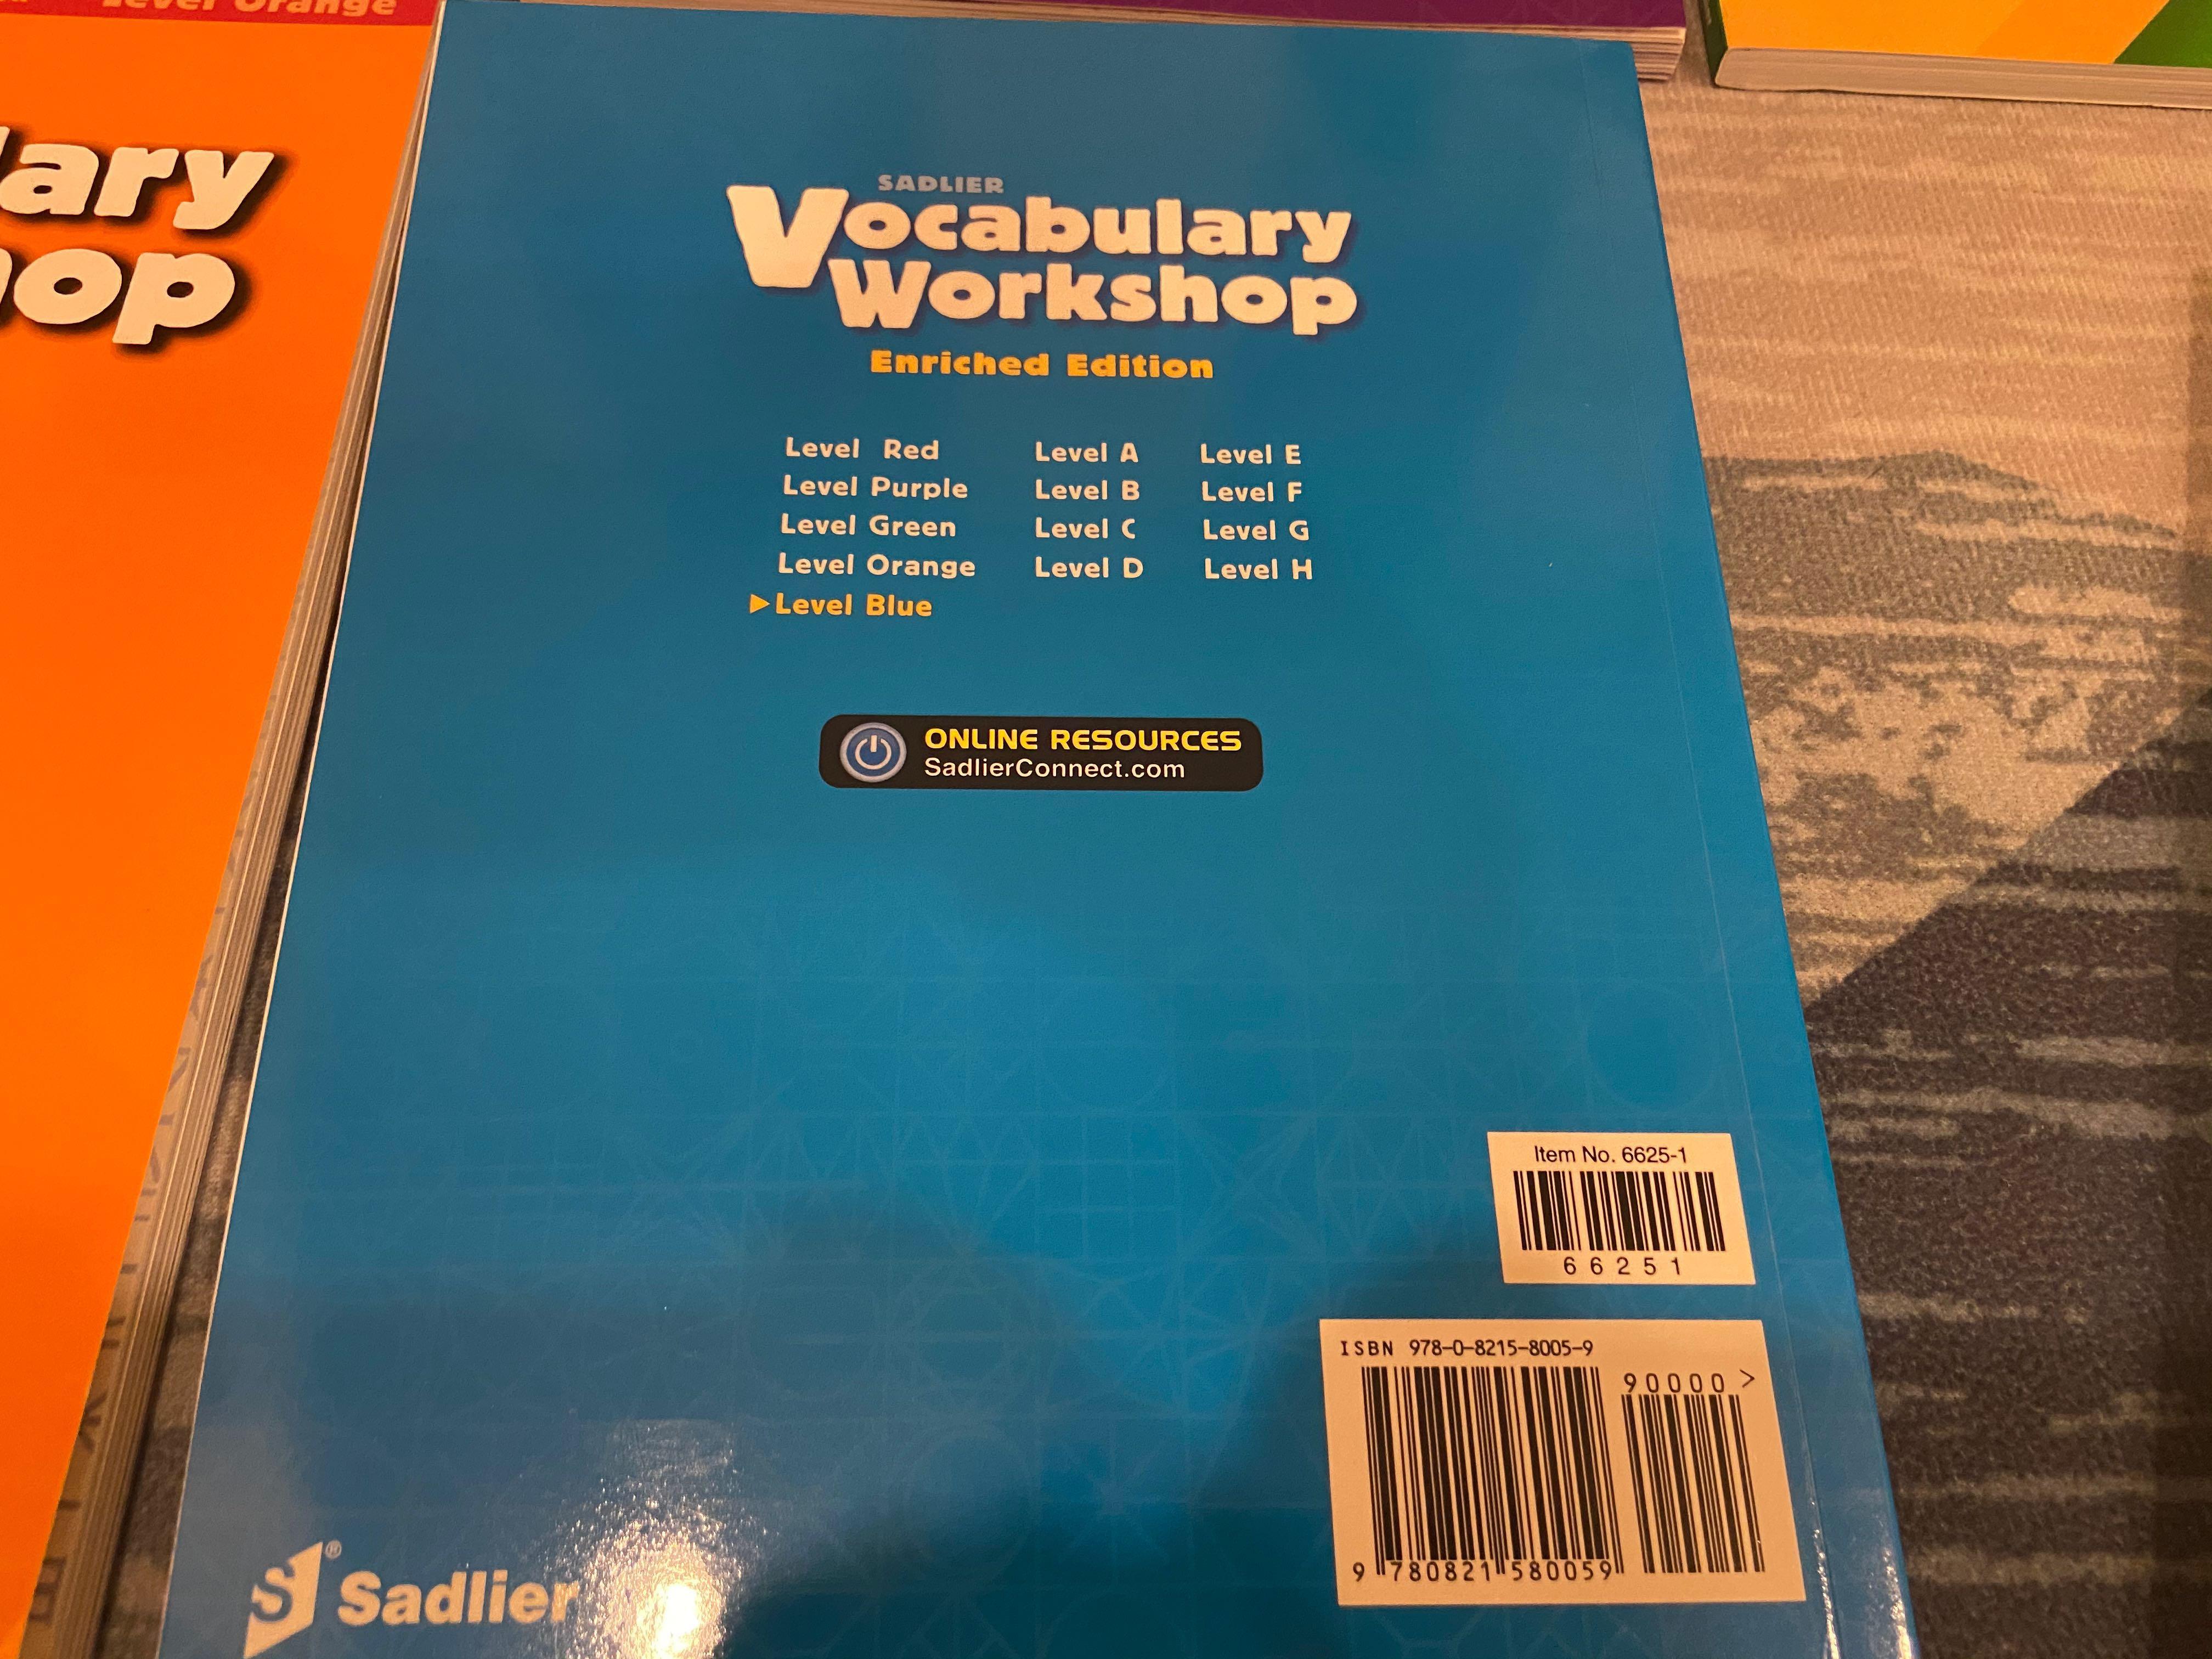 Level Orange
lary
hop
SADLIER
Vocabulary
Workshop
Enriched Edition
Level Red
Level Purple
Level Green
Level Orange
▶Level Blue
Level A
Level B
Level C
Level D
Level E
Level F
Level G
Level H
ONLINE RESOURCES
SadlierConnect.com
Item No. 6625-1
66251
ISBN 978-0-8215-8005-9
90000>
9 780821 580059
S® Sadlier